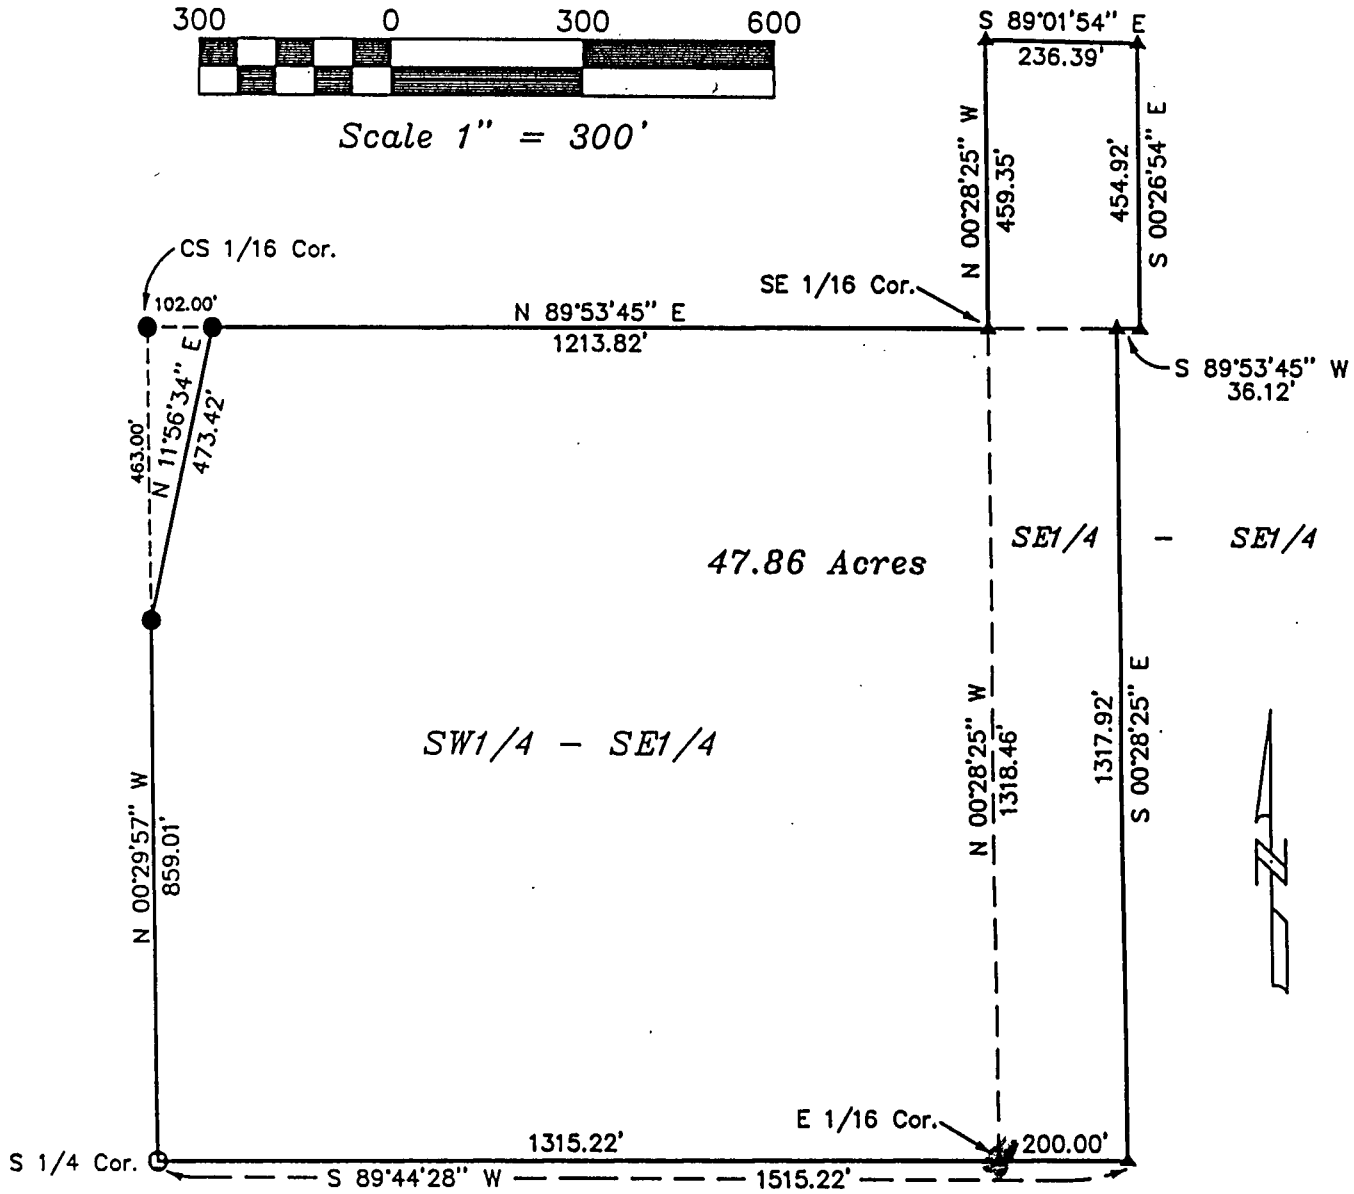 300 0 300 600
Scale 1" = 300'
S 89°01'54" E
236.39'
N 00°28'25" W
459.35'
454.92'
S 00°26'54" E
CS 1/16 Cor.
102.00'
SE 1/16 Cor.
N 89°53'45" E
1213.82'
S 89°53'45" W
36.12'
463.00'
N 11°56'34" E
473.42'
47.86 Acres
SE1/4 - SE1/4
SW1/4 - SE1/4
N 00°28'25" W
1318.46'
1317.92'
S 00°28'25" E
N 00°29'57" W
859.01'
N
E 1/16 Cor.
1315.22'
200.00'
S 1/4 Cor.
S 89°44'28" W
1515.22'